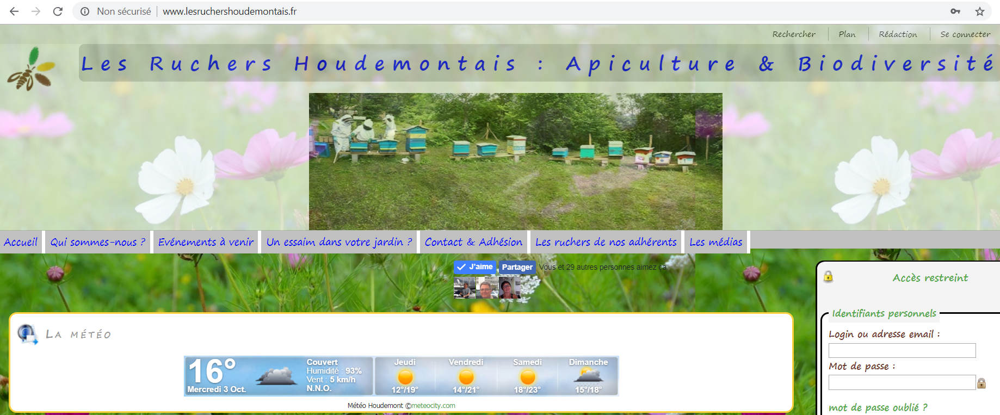 Non sécurisé | www.lesruchershoudemontais.fr
Rechercher | Plan | Rédaction | Se connecter
Les Ruchers Houdemontais : Apiculture & Biodiversité
Accueil Qui sommes-nous ? Evénements à venir Un essaim dans votre jardin ? Contact & Adhésion Les ruchers de nos adhérents Les médias
J'aime Partager Vous et 29 autres personnes aimez ça.
La météo
16°
Mercredi 3 Oct.
Couvert
Humidité : 93%
Vent : 5 km/h
N.N.O.
Jeudi Vendredi Samedi Dimanche
12°/19° 14°/21° 18°/23° 15°/18°
Météo Houdemont ©meteocity.com
Accès restreint
Identifiants personnels
Login ou adresse email :
Mot de passe :
mot de passe oublié ?